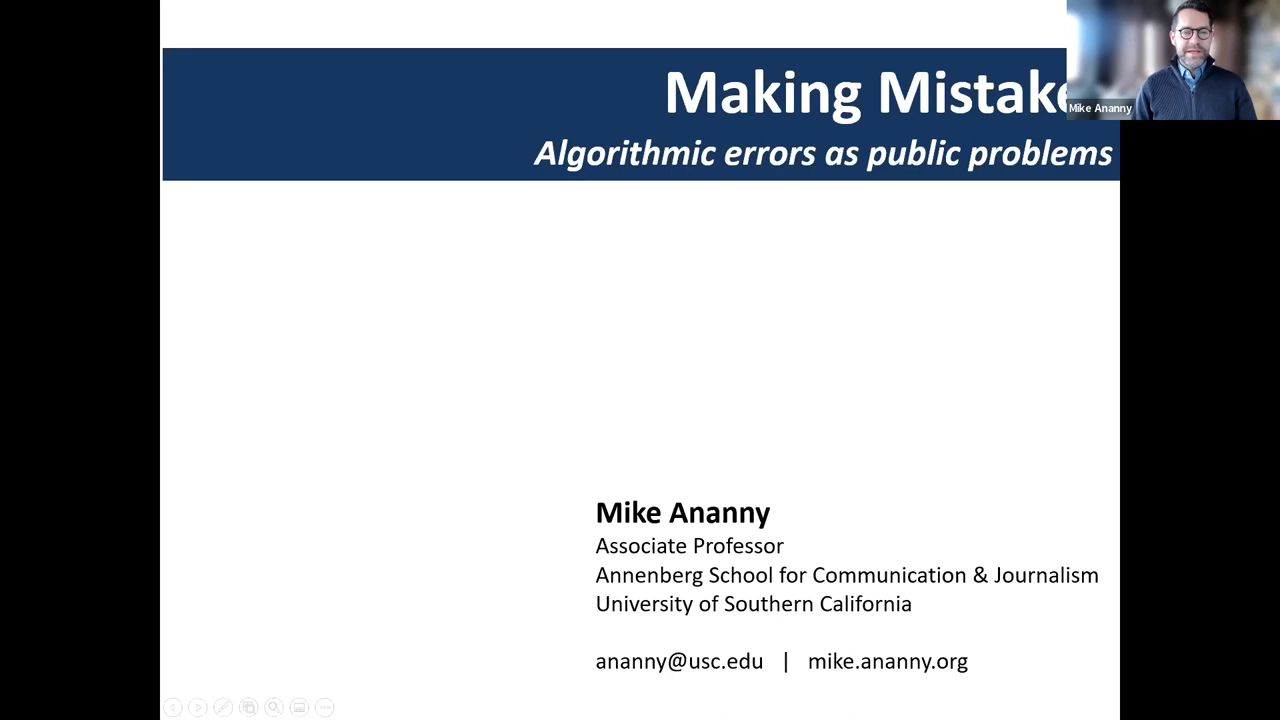 Making Mistake
Algorithmic errors as public problems
Mike Ananny
Mike Ananny
Associate Professor
Annenberg School for Communication & Journalism
University of Southern California
ananny@usc.edu | mike.ananny.org